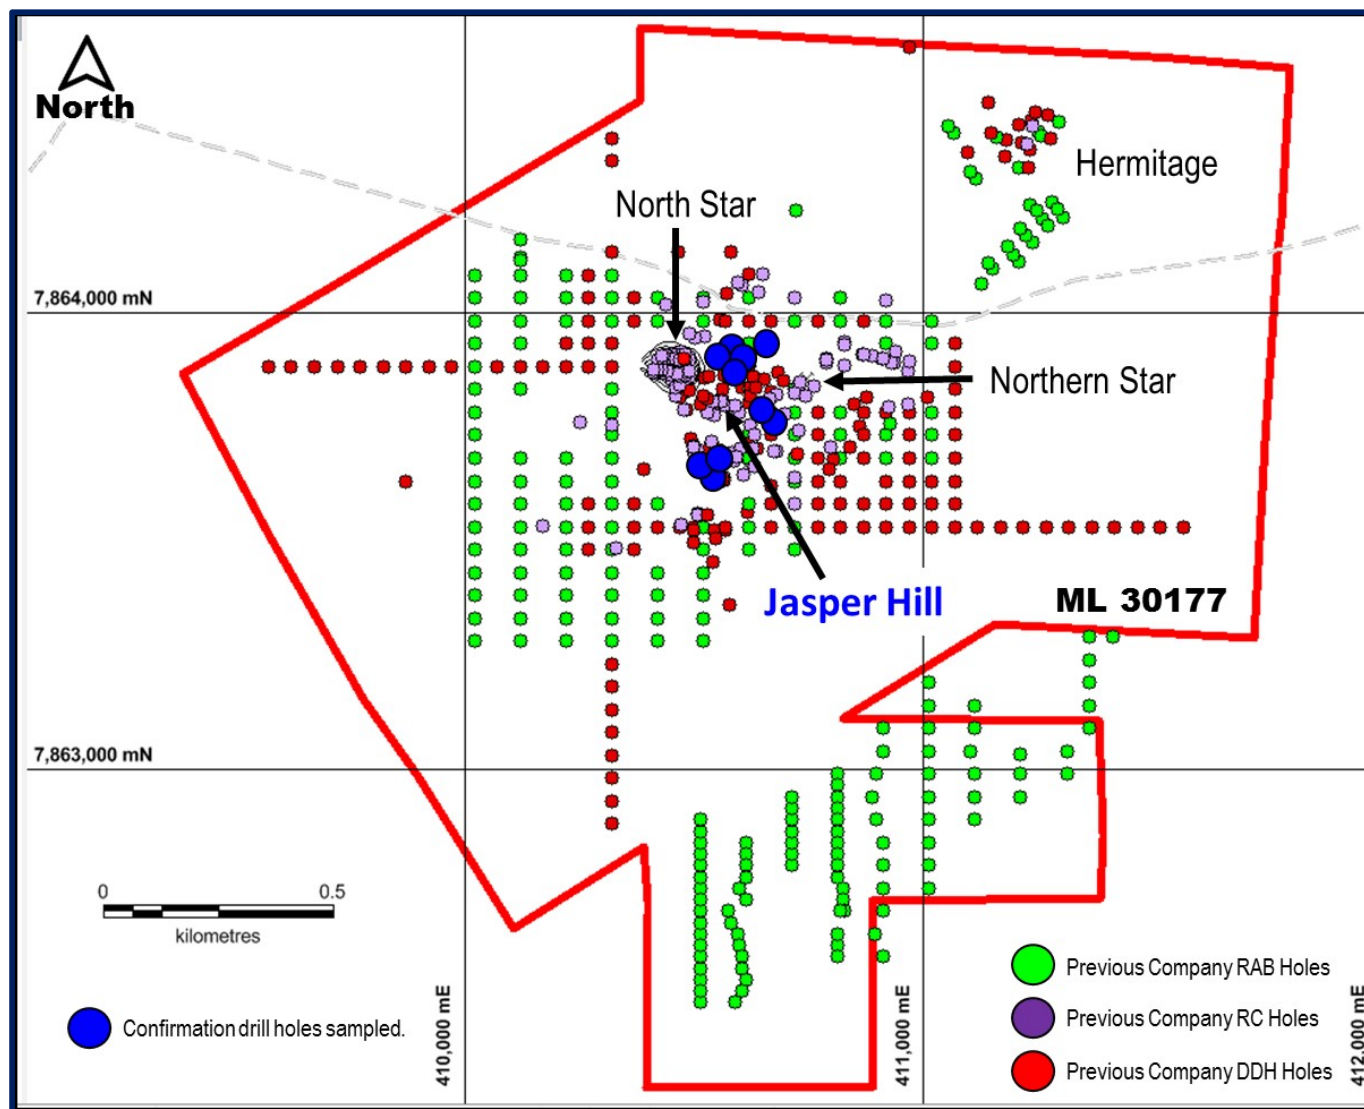 North
Hermitage
North Star
7,864,000 mN
Northern Star
Jasper Hill
ML 30177
7,863,000 mN
0 0.5
kilometres
410,000 mE
411,000 mE
412,000 mE
Confirmation drill holes sampled.
Previous Company RAB Holes
Previous Company RC Holes
Previous Company DDH Holes